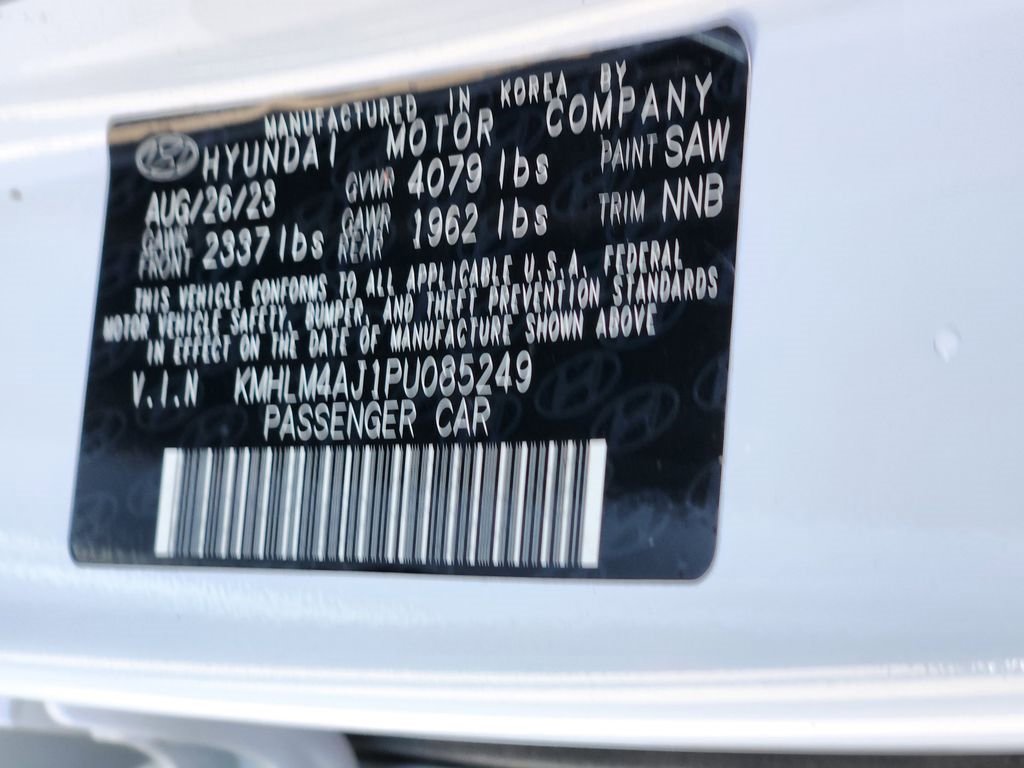 MANUFACTURED IN KOREA BY
HYUNDAI MOTOR COMPANY
AUG/26/23 GVWR 4079 lbs PAINT SAW
GAWR FRONT 2337 lbs GAWR REAR 1962 lbs TRIM NNB
THIS VEHICLE CONFORMS TO ALL APPLICABLE U.S.A. FEDERAL
MOTOR VEHICLE SAFETY, BUMPER, AND THEFT PREVENTION STANDARDS
IN EFFECT ON THE DATE OF MANUFACTURE SHOWN ABOVE
V.I.N KMHLM4AJ1PU085249
PASSENGER CAR